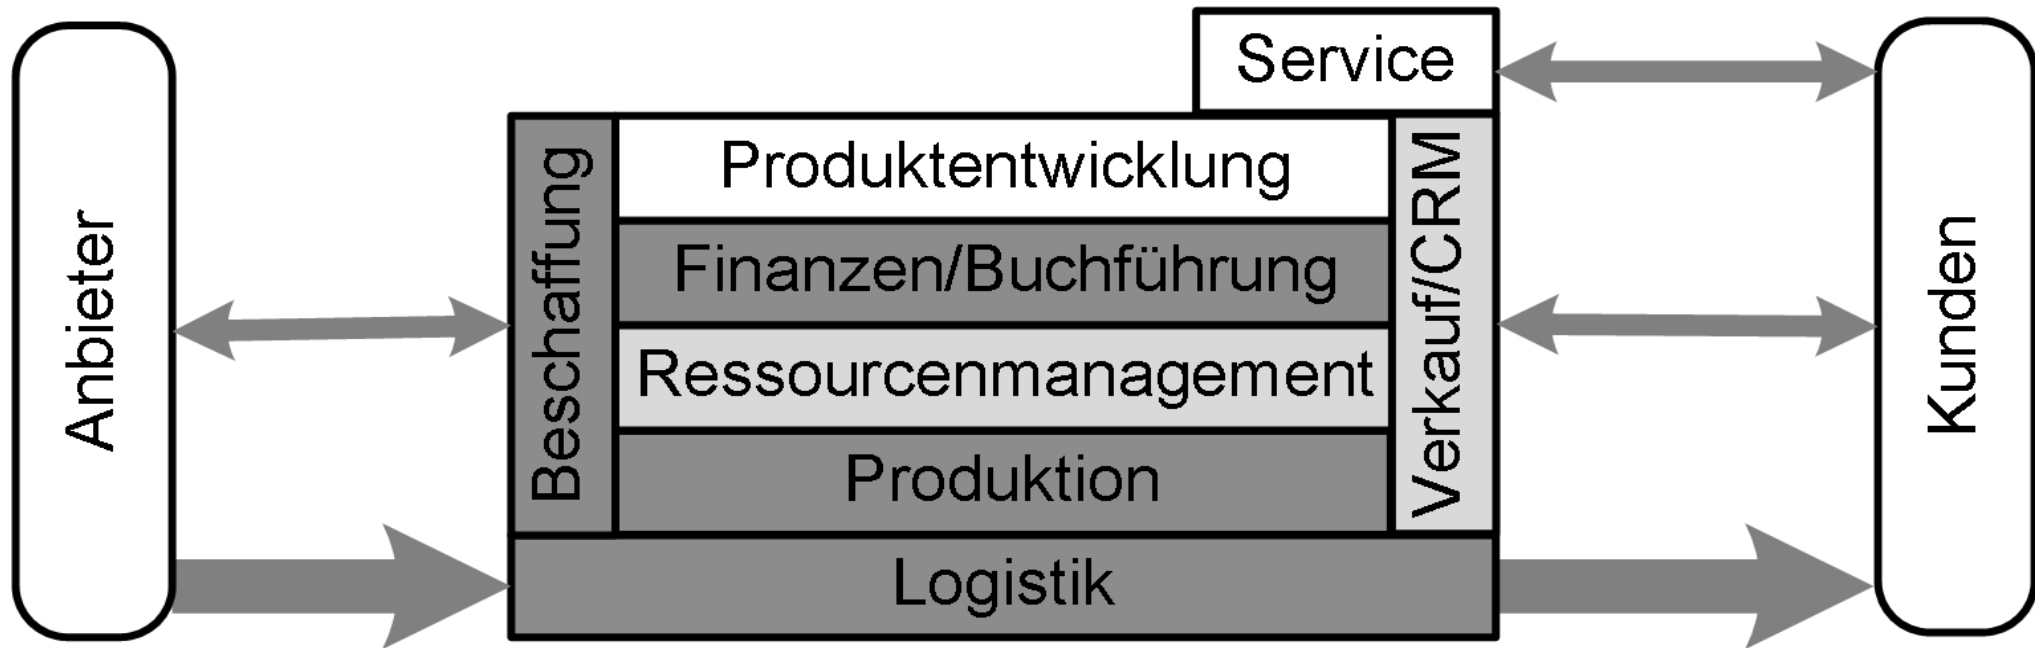 Anbieter
Beschaffung
Service
Produktentwicklung
Finanzen/Buchführung
Ressourcenmanagement
Produktion
Logistik
Verkauf/CRM
Kunden